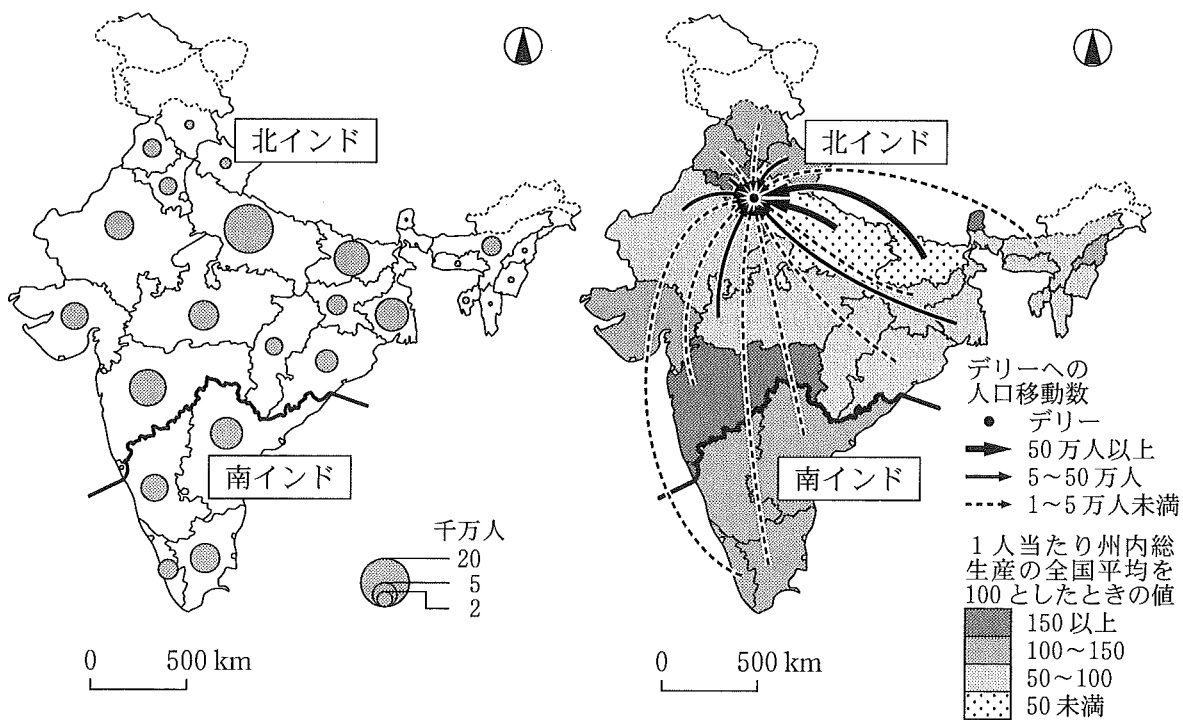 北インド
南インド
千万人
20
5
2
0 500 km
北インド
南インド
デリーへの
人口移動数
デリー
50万人以上
5~50万人
1~5万人未満
1人当たり州内総
生産の全国平均を
100としたときの値
150以上
100~150
50~100
50未満
0 500 km